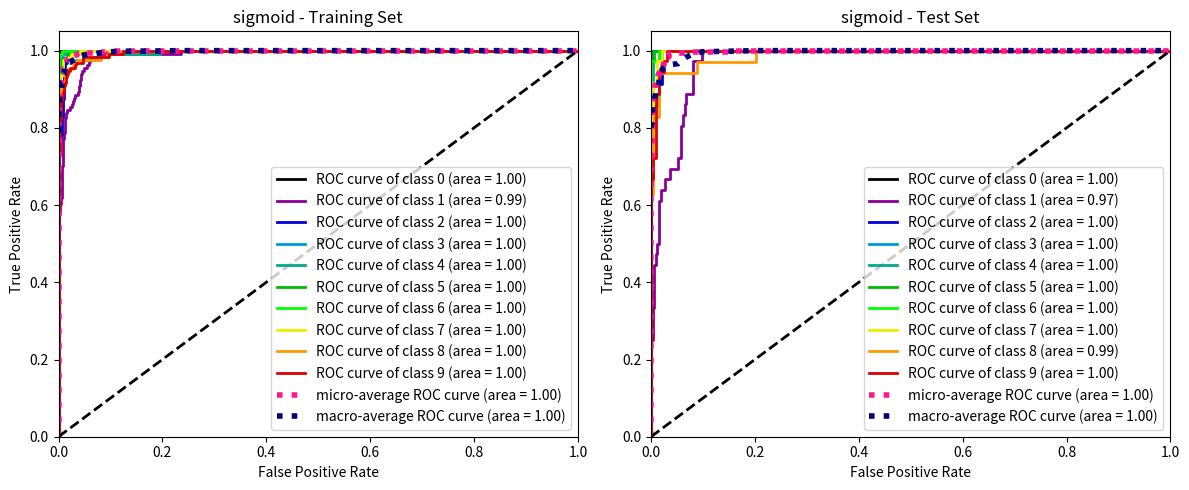 sigmoid - Training Set
True Positive Rate
1.0
0.8
0.6
0.4
0.2
0.0
ROC curve of class 0 (area = 1.00)
ROC curve of class 1 (area = 0.99)
ROC curve of class 2 (area = 1.00)
ROC curve of class 3 (area = 1.00)
ROC curve of class 4 (area = 1.00)
ROC curve of class 5 (area = 1.00)
ROC curve of class 6 (area = 1.00)
ROC curve of class 7 (area = 1.00)
ROC curve of class 8 (area = 1.00)
ROC curve of class 9 (area = 1.00)
micro-average ROC curve (area = 1.00)
macro-average ROC curve (area = 1.00)
0.0 0.2 0.4 0.6 0.8 1.0
False Positive Rate
sigmoid - Test Set
True Positive Rate
1.0
0.8
0.6
0.4
0.2
0.0
ROC curve of class 0 (area = 1.00)
ROC curve of class 1 (area = 0.97)
ROC curve of class 2 (area = 1.00)
ROC curve of class 3 (area = 1.00)
ROC curve of class 4 (area = 1.00)
ROC curve of class 5 (area = 1.00)
ROC curve of class 6 (area = 1.00)
ROC curve of class 7 (area = 1.00)
ROC curve of class 8 (area = 0.99)
ROC curve of class 9 (area = 1.00)
micro-average ROC curve (area = 1.00)
macro-average ROC curve (area = 1.00)
0.0 0.2 0.4 0.6 0.8 1.0
False Positive Rate